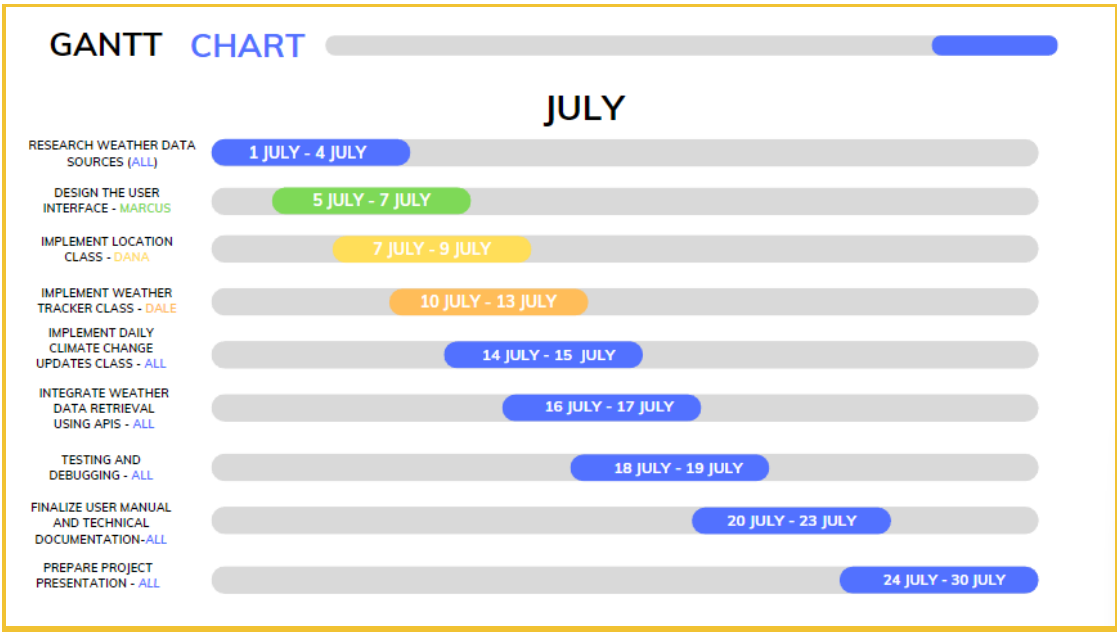 GANTT CHART
JULY
RESEARCH WEATHER DATA
SOURCES (ALL)
1 JULY - 4 JULY
DESIGN THE USER
INTERFACE - MARCUS
5 JULY - 7 JULY
IMPLEMENT LOCATION
CLASS - DANA
7 JULY - 9 JULY
IMPLEMENT WEATHER
TRACKER CLASS - DALE
10 JULY - 13 JULY
IMPLEMENT DAILY
CLIMATE CHANGE
UPDATES CLASS - ALL
14 JULY - 15 JULY
INTEGRATE WEATHER
DATA RETRIEVAL
USING APIS - ALL
16 JULY - 17 JULY
TESTING AND
DEBUGGING - ALL
18 JULY - 19 JULY
FINALIZE USER MANUAL
AND TECHNICAL
DOCUMENTATION-ALL
20 JULY - 23 JULY
PREPARE PROJECT
PRESENTATION - ALL
24 JULY - 30 JULY